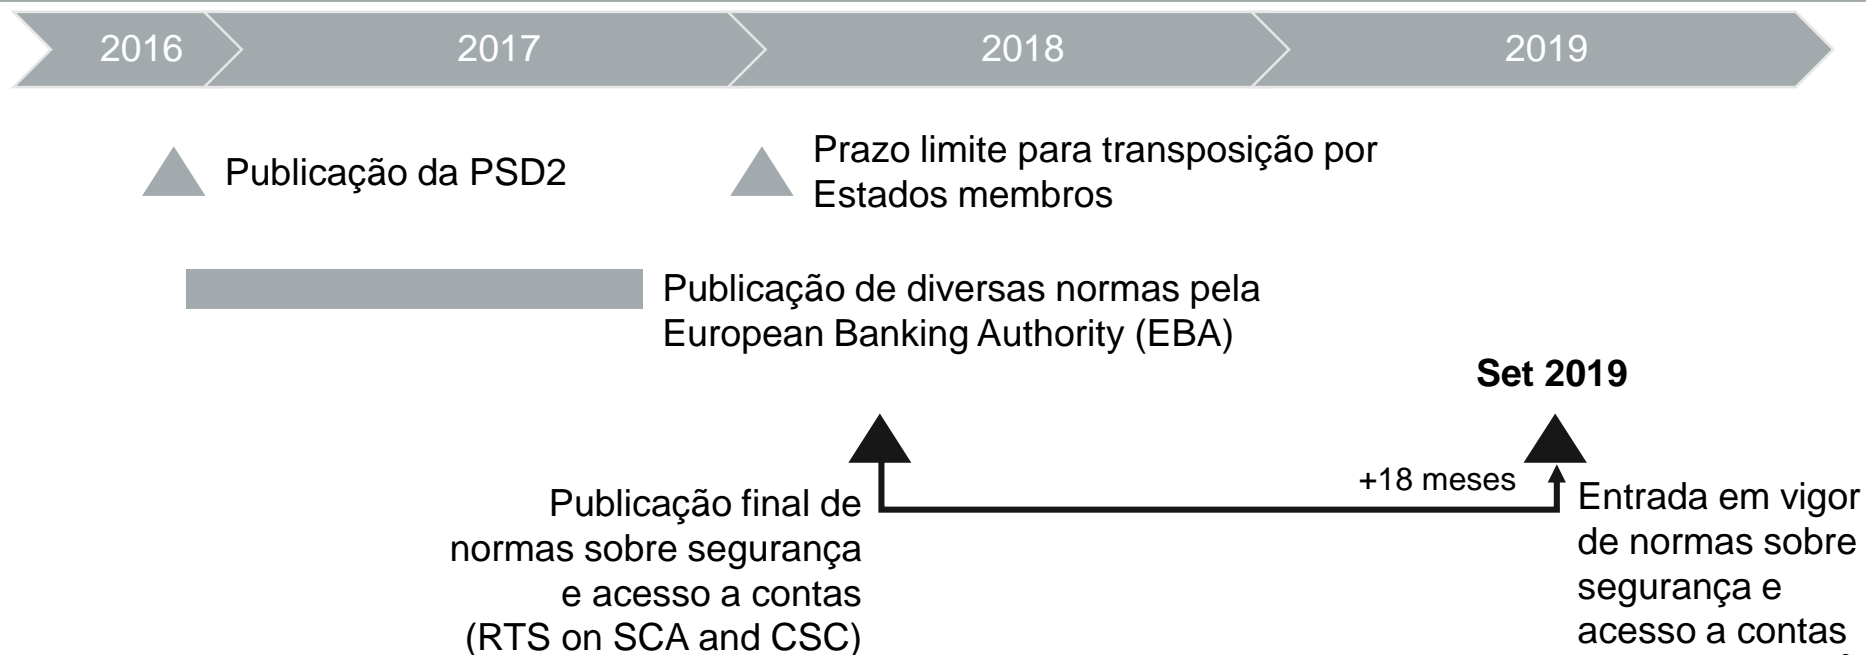 2016
2017
2018
2019
Publicação da PSD2
Prazo limite para transposição por
Estados membros
Publicação de diversas normas pela
European Banking Authority (EBA)
Set 2019
+18 meses
Publicação final de
normas sobre segurança
e acesso a contas
(RTS on SCA and CSC)
Entrada em vigor
de normas sobre
segurança e
acesso a contas